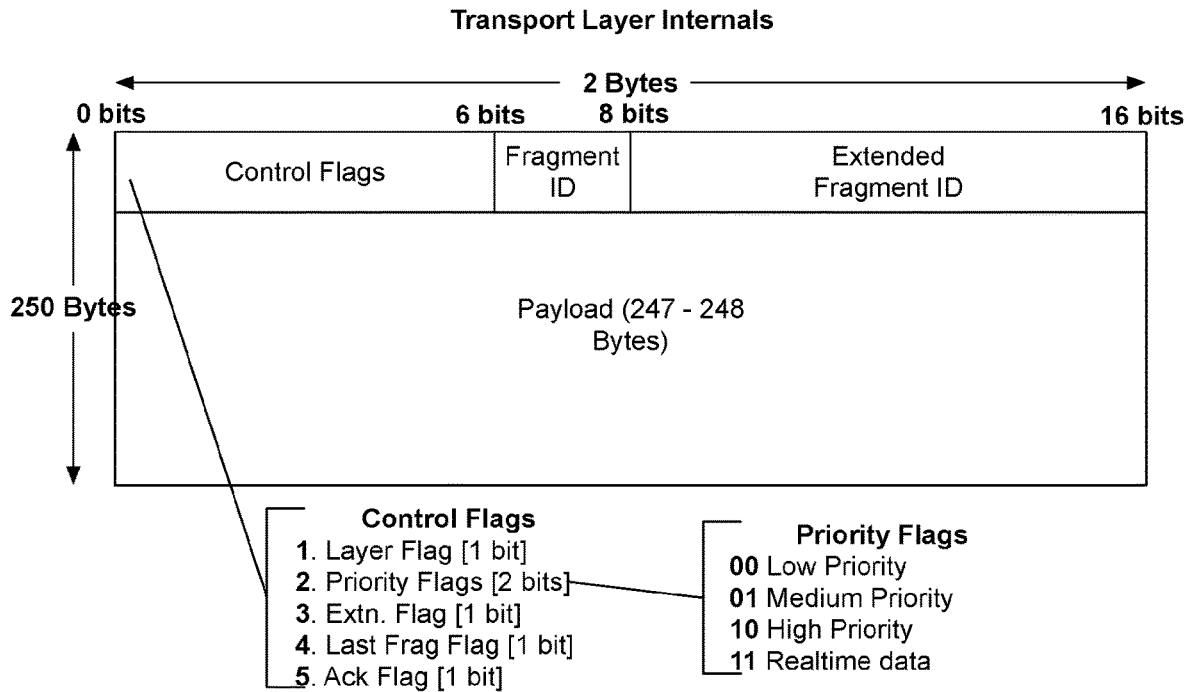 Transport Layer Internals
2 Bytes
0 bits
6 bits
8 bits
16 bits
Control Flags
Fragment
ID
Extended
Fragment ID
250 Bytes
Payload (247 - 248
Bytes)
Control Flags
1. Layer Flag [1 bit]
2. Priority Flags [2 bits]
3. Extn. Flag [1 bit]
4. Last Frag Flag [1 bit]
5. Ack Flag [1 bit]
Priority Flags
00 Low Priority
01 Medium Priority
10 High Priority
11 Realtime data